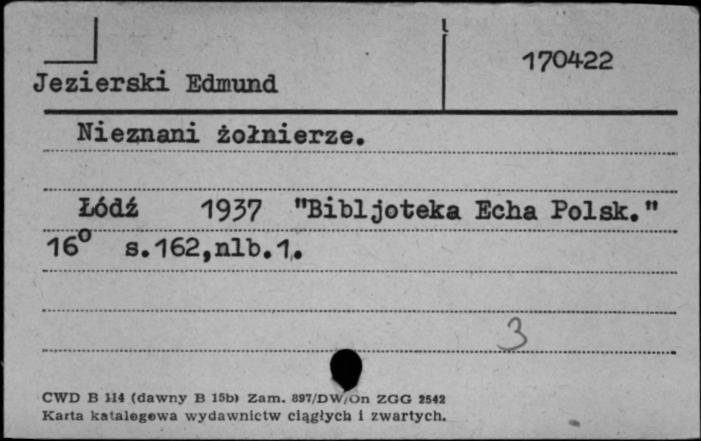 170422
Jezierski Edmund
Nieznani żołnierze.
Łódź 1937 "Bibljoteka Echa Polsk."
16⁰ s.162,nlb.1.
3
CWD B 114 (dawny B 15b) Zam. 897/DW/On ZGG 2542
Karta katalogowa wydawnictw ciągłych i zwartych.